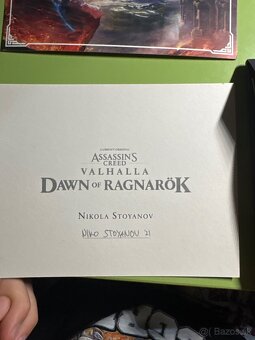 A UBISOFT ORIGINAL
ASSASSIN'S
CREED
VALHALLA
DAWN OF RAGNARÖK
NIKOLA STOYANOV
NIKO STOYANOV 21